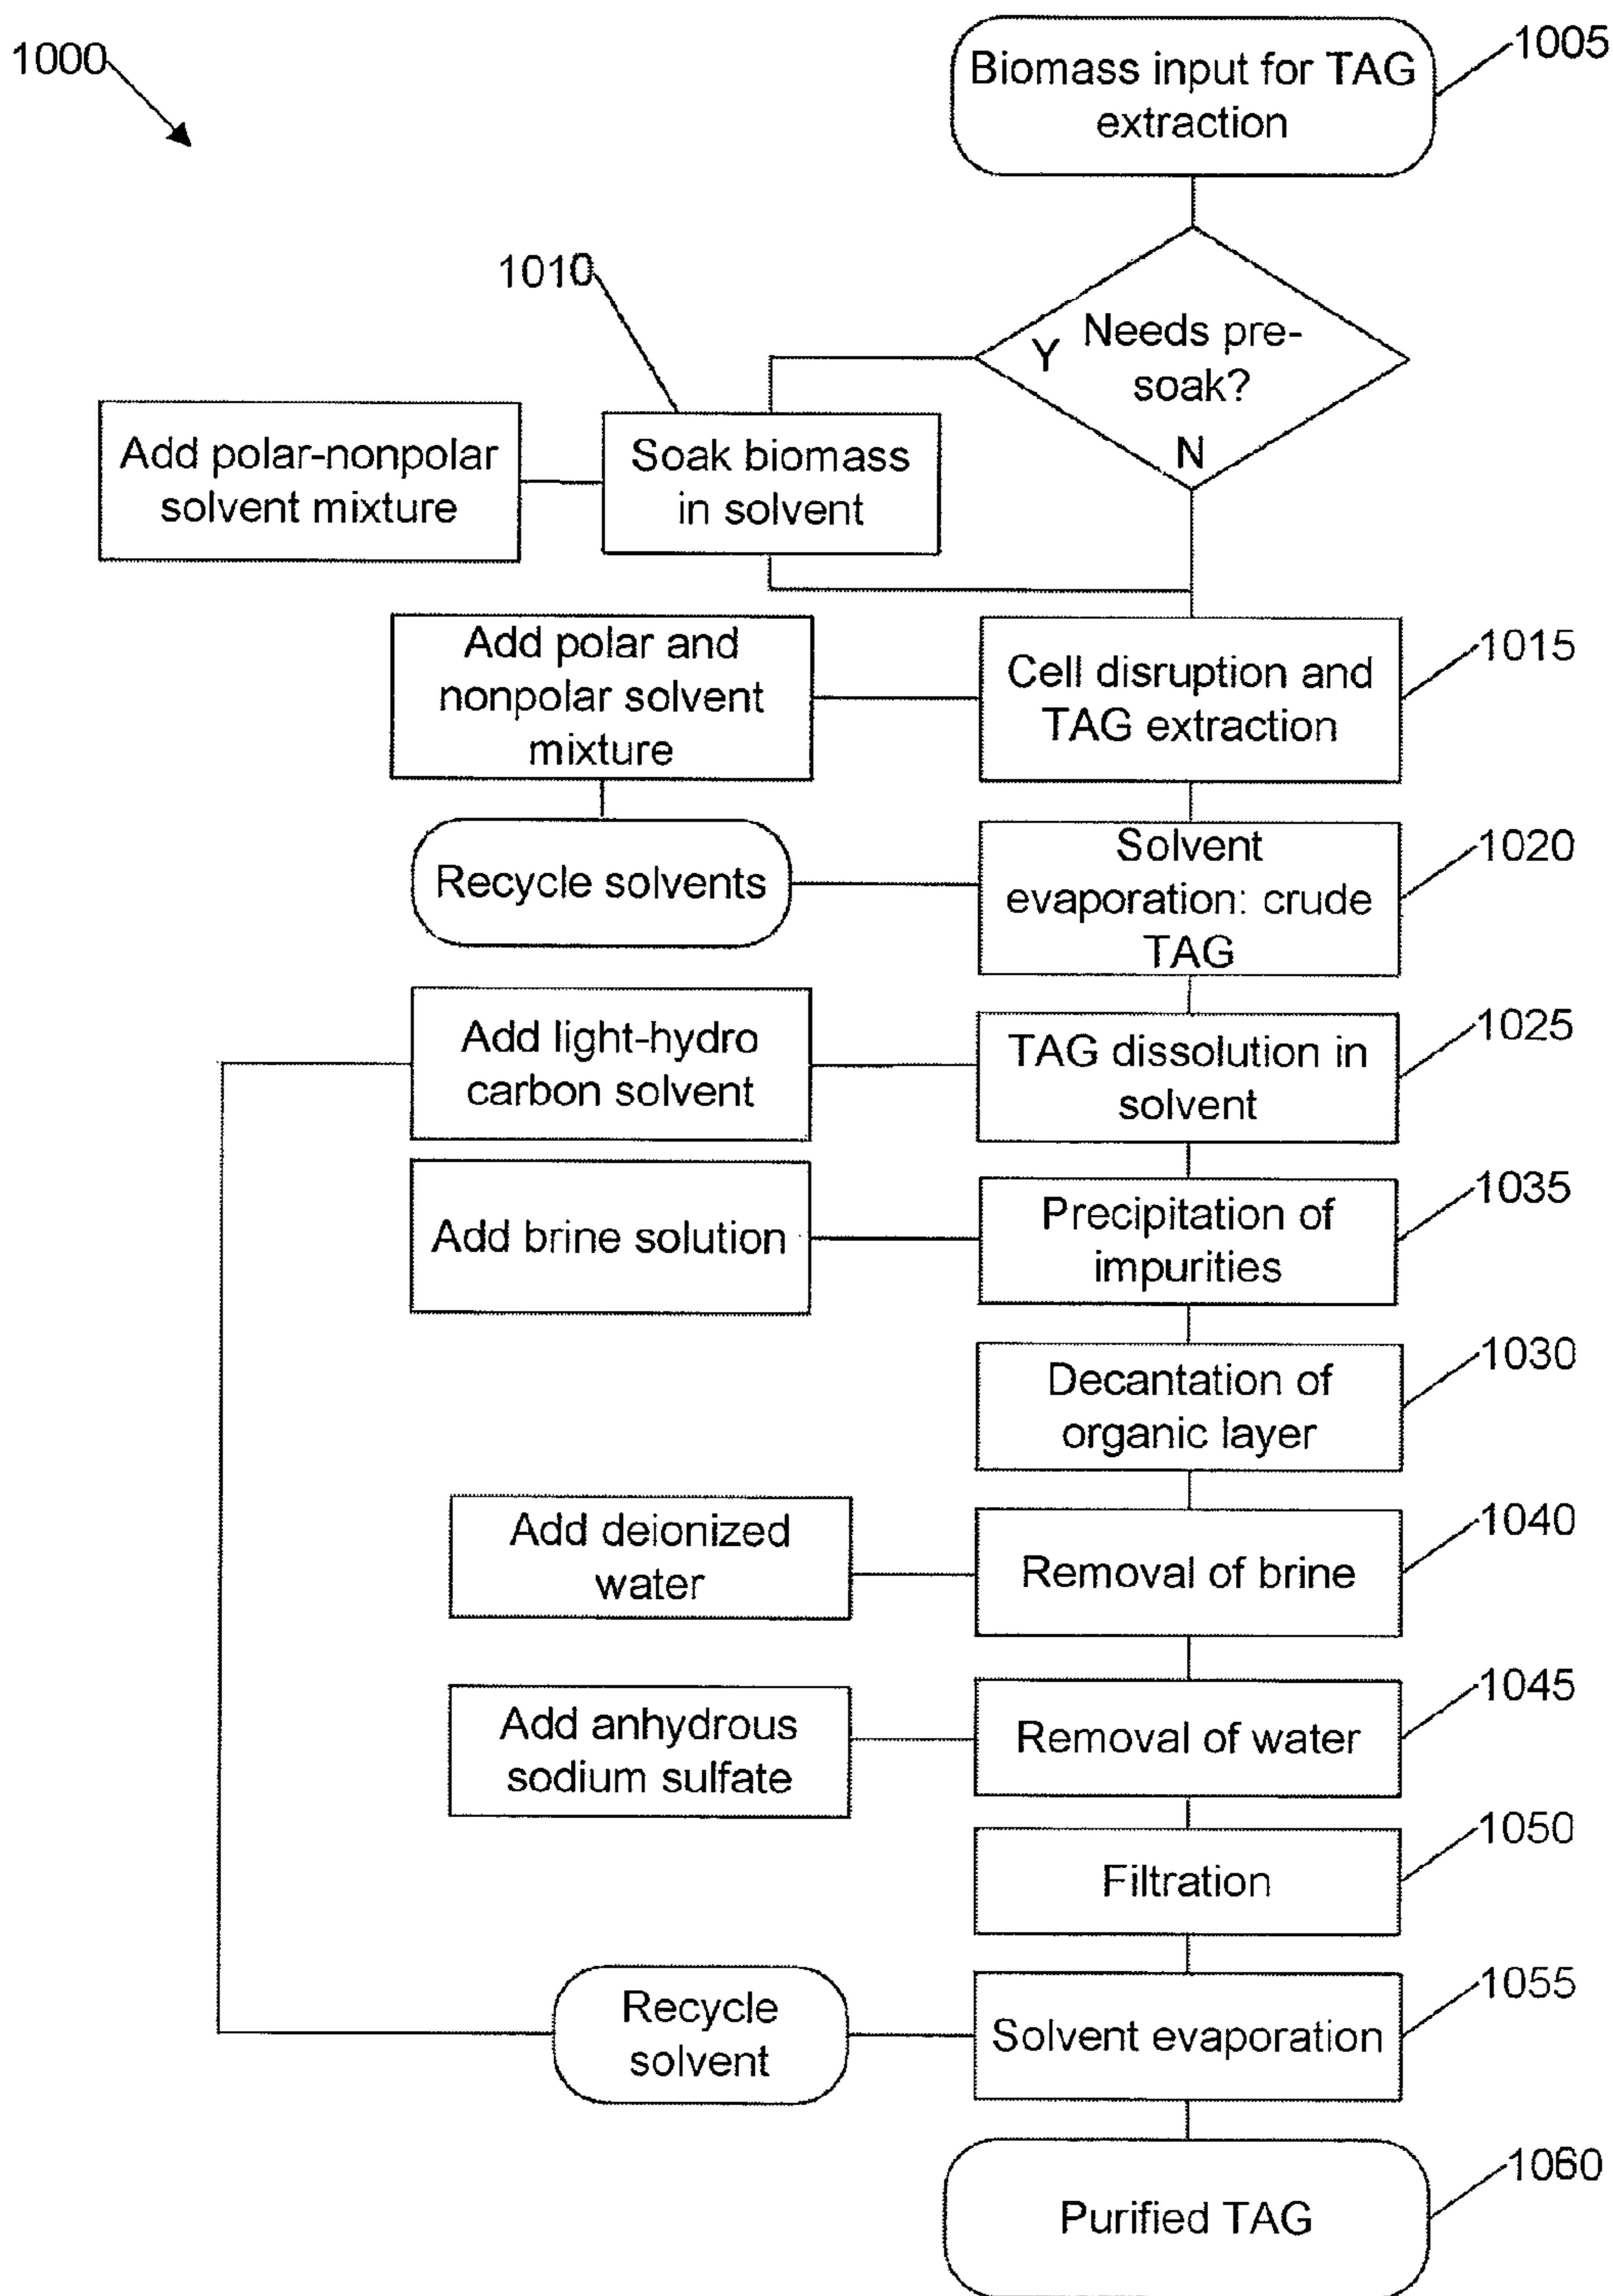 1000
Biomass input for TAG
extraction
1005
Needs pre-
soak?
Y
N
1010
Add polar-nonpolar
solvent mixture
Soak biomass
in solvent
Add polar and
nonpolar solvent
mixture
Cell disruption and
TAG extraction
1015
Recycle solvents
Solvent
evaporation: crude
TAG
1020
Add light-hydro
carbon solvent
TAG dissolution in
solvent
1025
Add brine solution
Precipitation of
impurities
1035
Decantation of
organic layer
1030
Add deionized
water
Removal of brine
1040
Add anhydrous
sodium sulfate
Removal of water
1045
Filtration
1050
Recycle
solvent
Solvent evaporation
1055
Purified TAG
1060